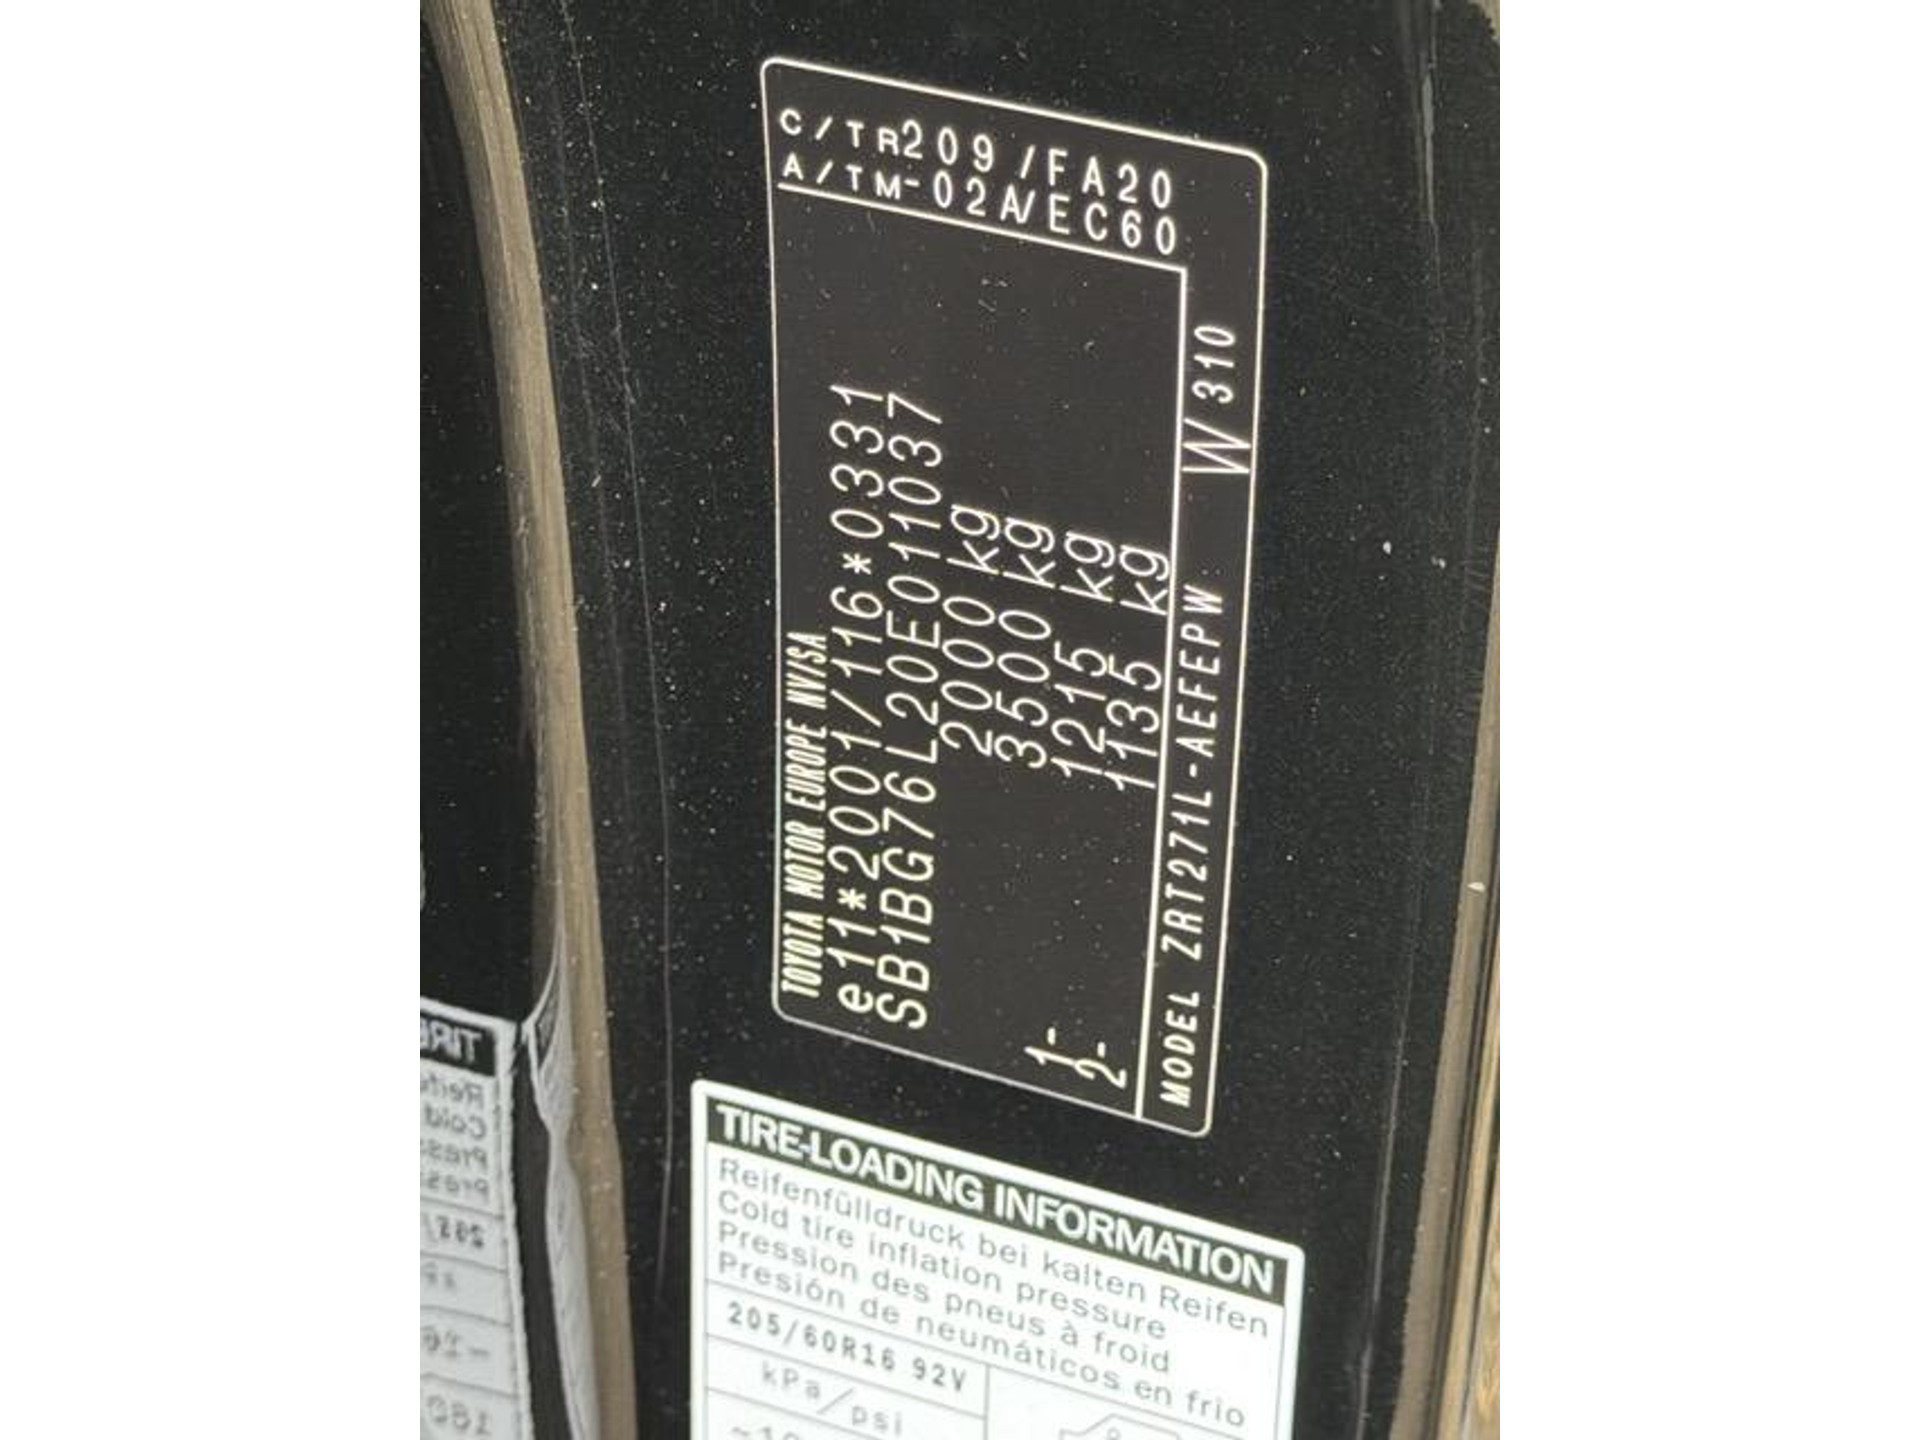 C/TR209 /FA20
A/TM-02A/EC60
TOYOTA MOTOR EUROPE NV/SA
e11*2001/116*0331
SB1BG76L20E011037
2000 kg
3500 kg
1- 1215 kg
2- 1135 kg
MODEL ZRT271L-AEFEPW W310
TIRE-LOADING INFORMATION
Reifenfülldruck bei kalten Reifen
Cold tire inflation pressure
Pression des pneus à froid
Presión de neumáticos en frio
205/60R16 92V
kPa/psi